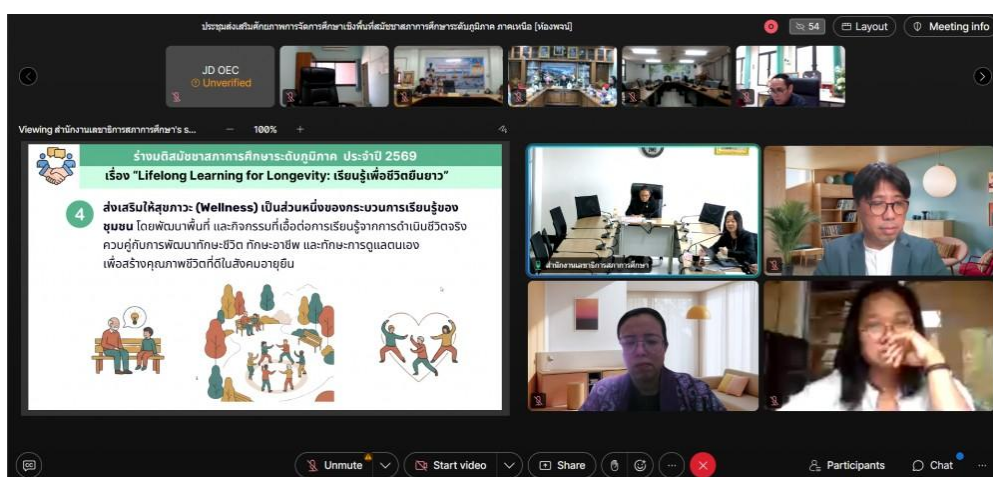 ประชุมส่งเสริมศักยภาพการจัดการศึกษาเชิงพื้นที่สมัชชาสภาการศึกษาระดับภูมิภาค ภาคเหนือ [ห้องพวน]
54
Layout
Meeting info
JD OEC
Unverified
Viewing สำนักงานเลขาธิการสภาการศึกษา's s...
100%
ร่างมติสมัชชาสภาการศึกษาระดับภูมิภาค ประจำปี 2569
เรื่อง “Lifelong Learning for Longevity: เรียนรู้เพื่อชีวิตยืนยาว”
4
ส่งเสริมให้สุขภาวะ (Wellness) เป็นส่วนหนึ่งของกระบวนการเรียนรู้ของ
ชุมชน โดยพัฒนาพื้นที่ และกิจกรรมที่เอื้อต่อการเรียนรู้จากการดำเนินชีวิตจริง
ควบคู่กับการพัฒนาทักษะชีวิต ทักษะอาชีพ และทักษะการดูแลตนเอง
เพื่อสร้างคุณภาพชีวิตที่ดีในสังคมอายุยืน
สำนักงานเลขาธิการสภาการศึกษา
CC
Unmute
Start video
Share
Participants
Chat